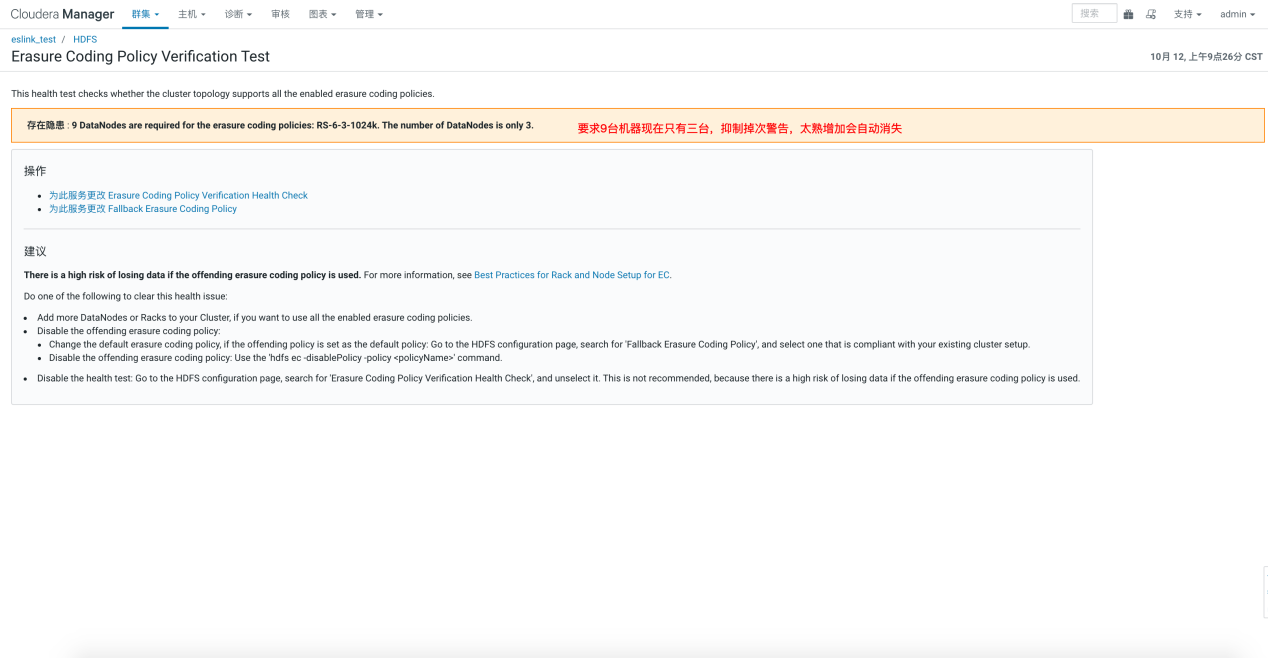 Cloudera Manager 群集 主机 诊断 审核 图表 管理 搜索 支持 admin
eslink_test / HDFS
Erasure Coding Policy Verification Test
10月 12, 上午9点26分 CST
This health test checks whether the cluster topology supports all the enabled erasure coding policies.
存在隐患 : 9 DataNodes are required for the erasure coding policies: RS-6-3-1024k. The number of DataNodes is only 3. 要求9台机器现在只有三台，抑制掉次警告，太熟增加会自动消失
操作
为此服务更改 Erasure Coding Policy Verification Health Check
为此服务更改 Fallback Erasure Coding Policy
建议
There is a high risk of losing data if the offending erasure coding policy is used. For more information, see Best Practices for Rack and Node Setup for EC.
Do one of the following to clear this health issue:
Add more DataNodes or Racks to your Cluster, if you want to use all the enabled erasure coding policies.
Disable the offending erasure coding policy:
Change the default erasure coding policy, if the offending policy is set as the default policy: Go to the HDFS configuration page, search for 'Fallback Erasure Coding Policy', and select one that is compliant with your existing cluster setup.
Disable the offending erasure coding policy: Use the 'hdfs ec -disablePolicy -policy <policyName>' command.
Disable the health test: Go to the HDFS configuration page, search for 'Erasure Coding Policy Verification Health Check', and unselect it. This is not recommended, because there is a high risk of losing data if the offending erasure coding policy is used.